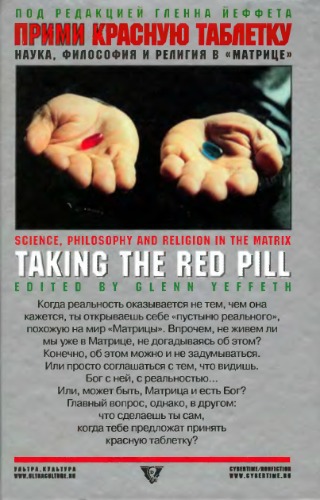 ПОД РЕДАКЦИЕЙ ГЛЕННА ЙЕФФЕТА
ПРИМИ КРАСНУЮ ТАБЛЕТКУ
НАУКА, ФИЛОСОФИЯ И РЕЛИГИЯ В «МАТРИЦЕ»
SCIENCE, PHILOSOPHY AND RELIGION IN THE MATRIX
TAKING THE RED PILL
EDITED BY GLENN YEFFETH
Когда реальность оказывается не тем, чем она
кажется, ты открываешь себе «пустыню реального»,
похожую на мир «Матрицы». Впрочем, не живем ли
мы уже в Матрице, не догадываясь об этом?
Конечно, об этом можно и не задумываться.
Или просто соглашаться с тем, что видишь.
Бог с ней, с реальностью...
Или, может быть, Матрица и есть Бог?
Главный вопрос, однако, в другом:
что сделаешь ты сам,
когда тебе предложат принять
красную таблетку?
УЛЬТРА.КУЛЬТУРА
WWW.ULTRACULTURE.RU
CYBERTIME/NONFICTION
WWW.CYBERTIME.RU